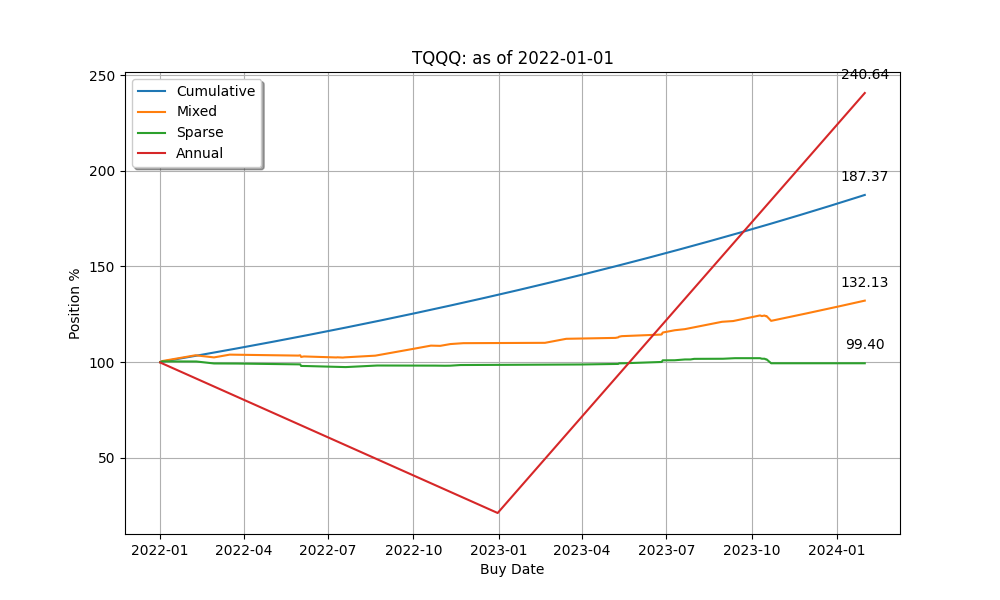 TQQQ: as of 2022-01-01
240.64
250
Cumulative
Mixed
Sparse
Annual
187.37
200
150
132.13
99.40
100
50
Position %
2022-01 2022-04 2022-07 2022-10 2023-01 2023-04 2023-07 2023-10 2024-01
Buy Date